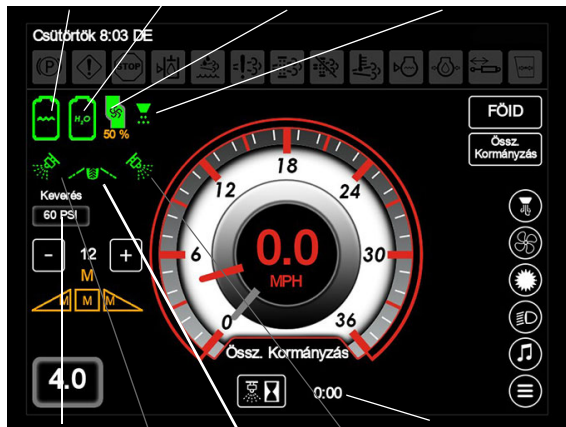 Csütörtök 8:03 DE
(P) STOP
H₂O
50 %
FÖID
Össz.
Kormányzás
Keverés
60 PSI
- 12 +
M
M M M
4.0
0 6 12 18 24 30 36
0.0
MPH
Össz. Kormányzás
0:00